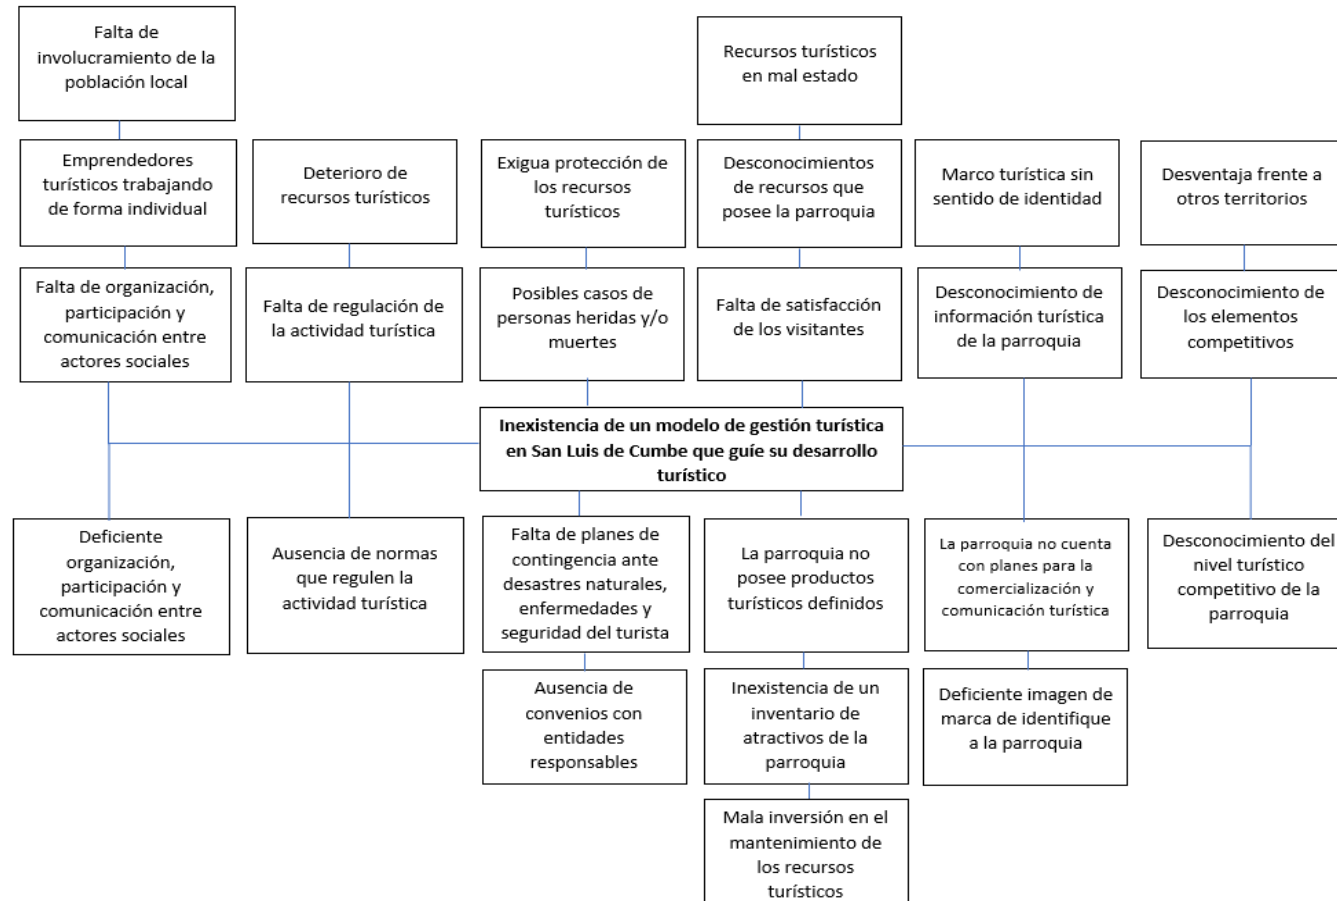 Falta de
involucramiento de la
población local
Recursos turísticos
en mal estado
Emprendedores
turísticos trabajando
de forma individual
Deterioro de
recursos turísticos
Exigua protección de
los recursos
turísticos
Desconocimientos
de recursos que
posee la parroquia
Marco turística sin
sentido de identidad
Desventaja frente a
otros territorios
Falta de organización,
participación y
comunicación entre
actores sociales
Falta de regulación de
la actividad turística
Posibles casos de
personas heridas y/o
muertes
Falta de satisfacción
de los visitantes
Desconocimiento de
información turística
de la parroquia
Desconocimiento de
los elementos
competitivos
Inexistencia de un modelo de gestión turística
en San Luis de Cumbe que guíe su desarrollo
turístico
Deficiente
organización,
participación y
comunicación entre
actores sociales
Ausencia de normas
que regulen la
actividad turística
Falta de planes de
contingencia ante
desastres naturales,
enfermedades y
seguridad del turista
La parroquia no
posee productos
turísticos definidos
La parroquia no cuenta
con planes para la
comercialización y
comunicación turística
Desconocimiento del
nivel turístico
competitivo de la
parroquia
Ausencia de
convenios con
entidades
responsables
Inexistencia de un
inventario de
atractivos de la
parroquia
Deficiente imagen de
marca de identifique
a la parroquia
Mala inversión en el
mantenimiento de
los recursos
turísticos